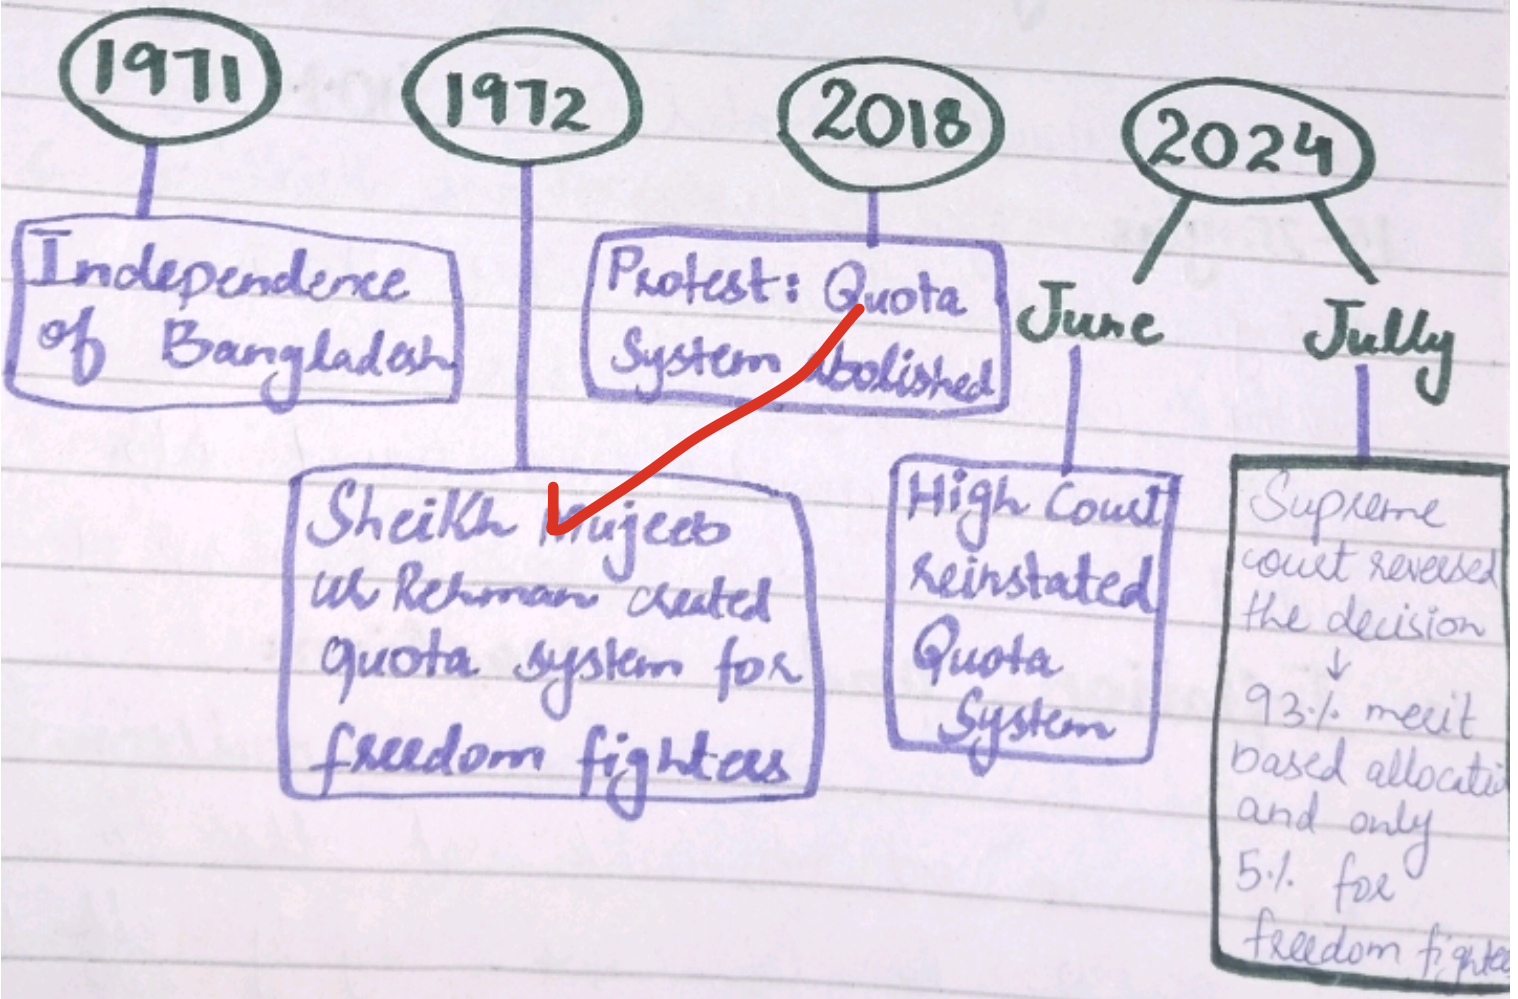 1971
Independence
of Bangladesh
1972
Sheikh Mujeeb
ur Rehman created
quota system for
freedom fighters
2018
Protest: Quota
System abolished
2024
June
High Court
reinstated
Quota
System
Jully
Supreme
court reversed
the decision
↓
93% merit
based allocati
and only
5% for
freedom fighte